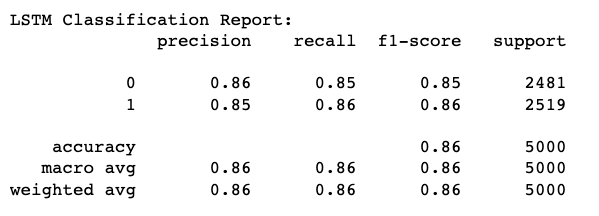 LSTM Classification Report:
precision recall f1-score support
0 0.86 0.85 0.85 2481
1 0.85 0.86 0.86 2519
accuracy 0.86 5000
macro avg 0.86 0.86 0.86 5000
weighted avg 0.86 0.86 0.86 5000